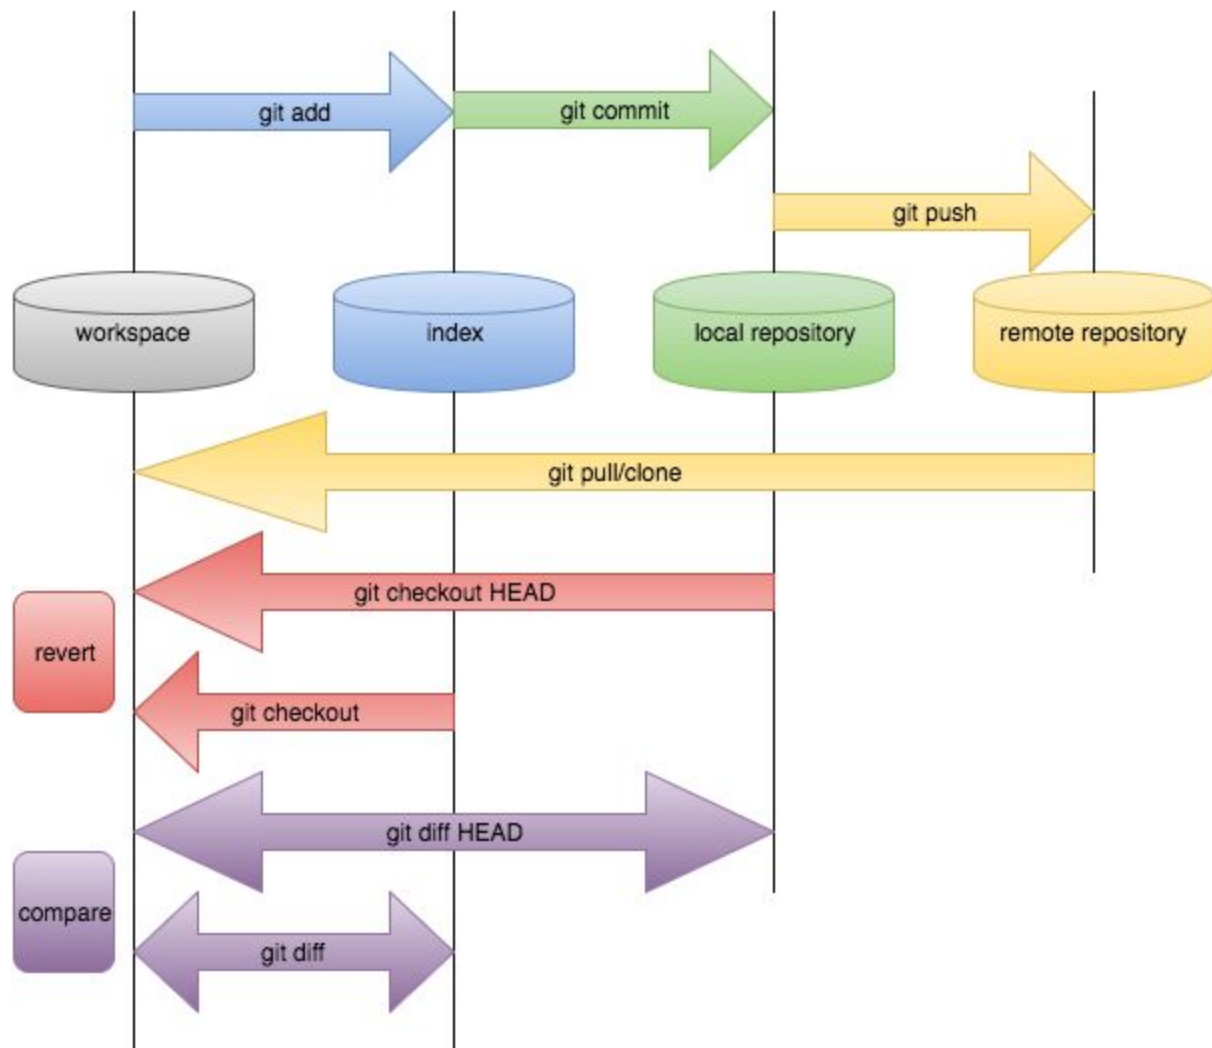 git add
git commit
git push
workspace
index
local repository
remote repository
git pull/clone
git checkout HEAD
revert
git checkout
git diff HEAD
compare
git diff